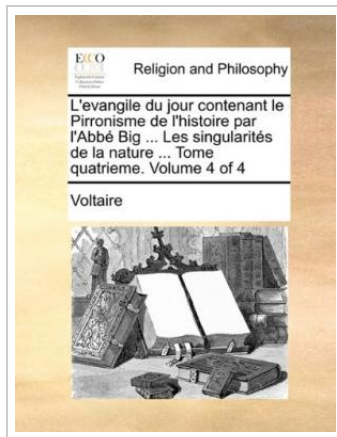 ECCO
Religion and Philosophy
L'evangile du jour contenant le
Pirronisme de l'histoire par
l'Abbé Big ... Les singularités
de la nature ... Tome
quatrieme. Volume 4 of 4
Voltaire